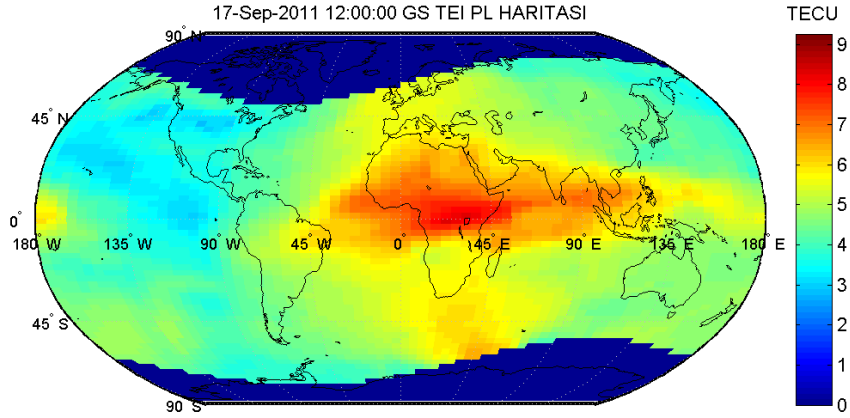 17-Sep-2011 12:00:00 GS TEI PL HARITASI
TECU
90° N
45° N
0°
180° W 135° W 90° W 45° W 0 45° E 90° E 135° E 180° E
45° S
90° S
9
8
7
6
5
4
3
2
1
0